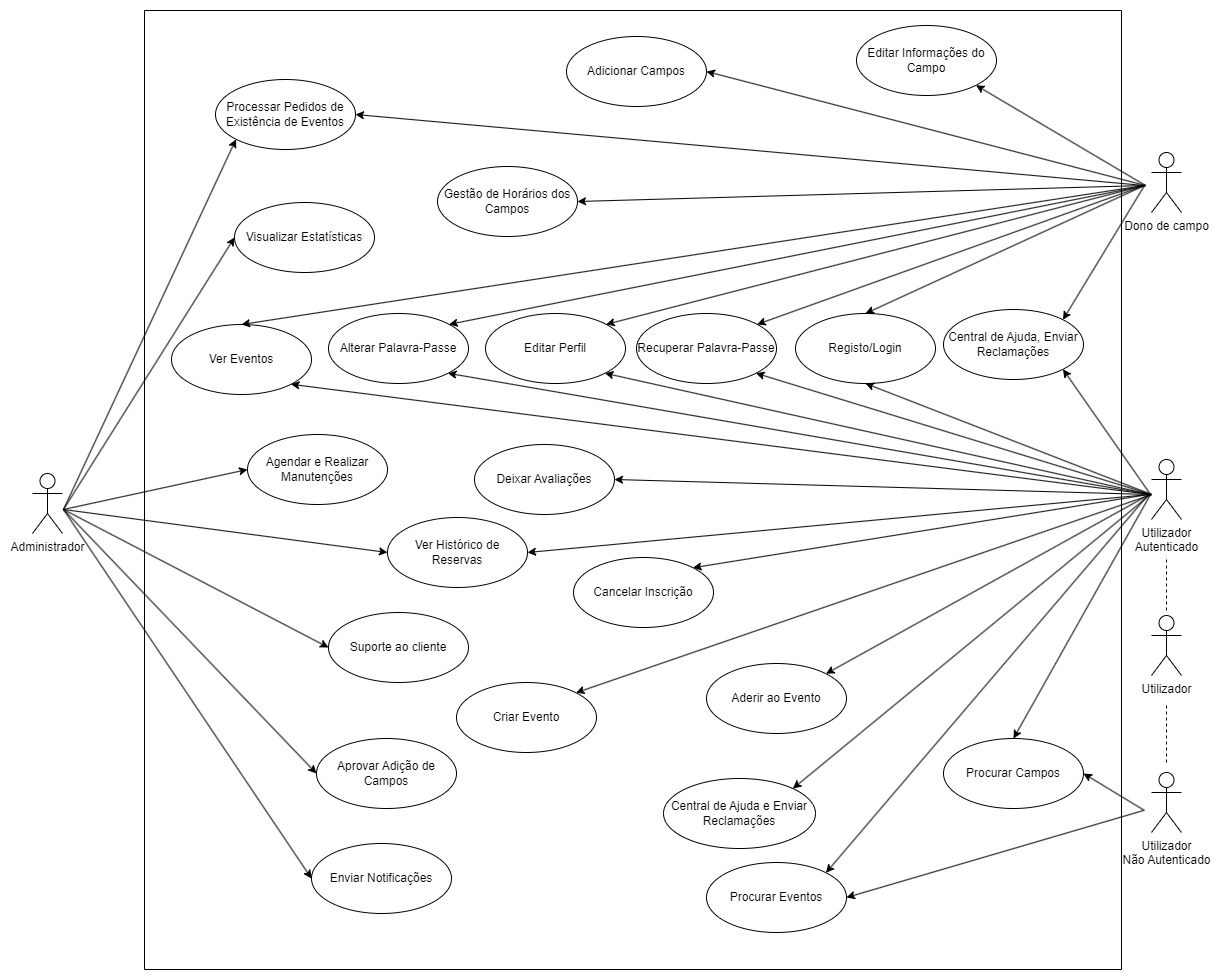 Editar Informações do
Campo
Adicionar Campos
Processar Pedidos de
Existência de Eventos
Gestão de Horários dos
Campos
Dono de campo
Visualizar Estatísticas
Ver Eventos
Alterar Palavra-Passe
Editar Perfil
Recuperar Palavra-Passe
Registo/Login
Central de Ajuda, Enviar
Reclamações
Agendar e Realizar
Manutenções
Deixar Avaliações
Administrador
Utilizador
Autenticado
Ver Histórico de
Reservas
Cancelar Inscrição
Suporte ao cliente
Utilizador
Aderir ao Evento
Criar Evento
Aprovar Adição de
Campos
Procurar Campos
Central de Ajuda e Enviar
Reclamações
Utilizador
Não Autenticado
Enviar Notificações
Procurar Eventos